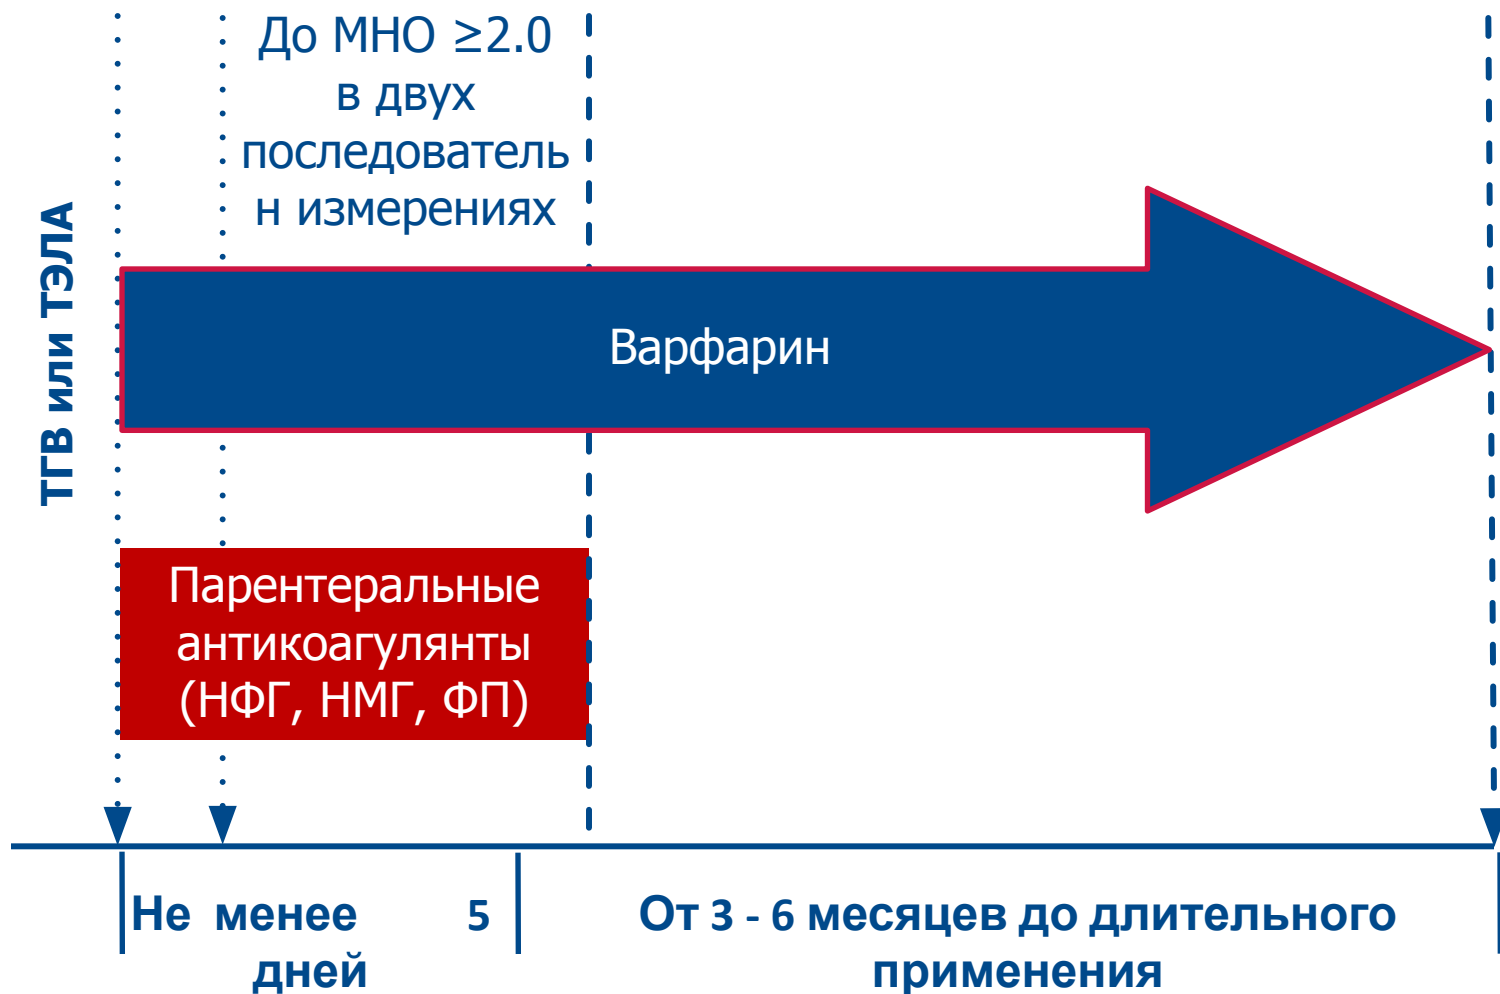 До МНО ≥2.0
в двух
последователь
н измерениях
ТГВ или ТЭЛА
Варфарин
Парентеральные
антикоагулянты
(НФГ, НМГ, ФП)
Не менее 5
дней
От 3 - 6 месяцев до длительного
применения